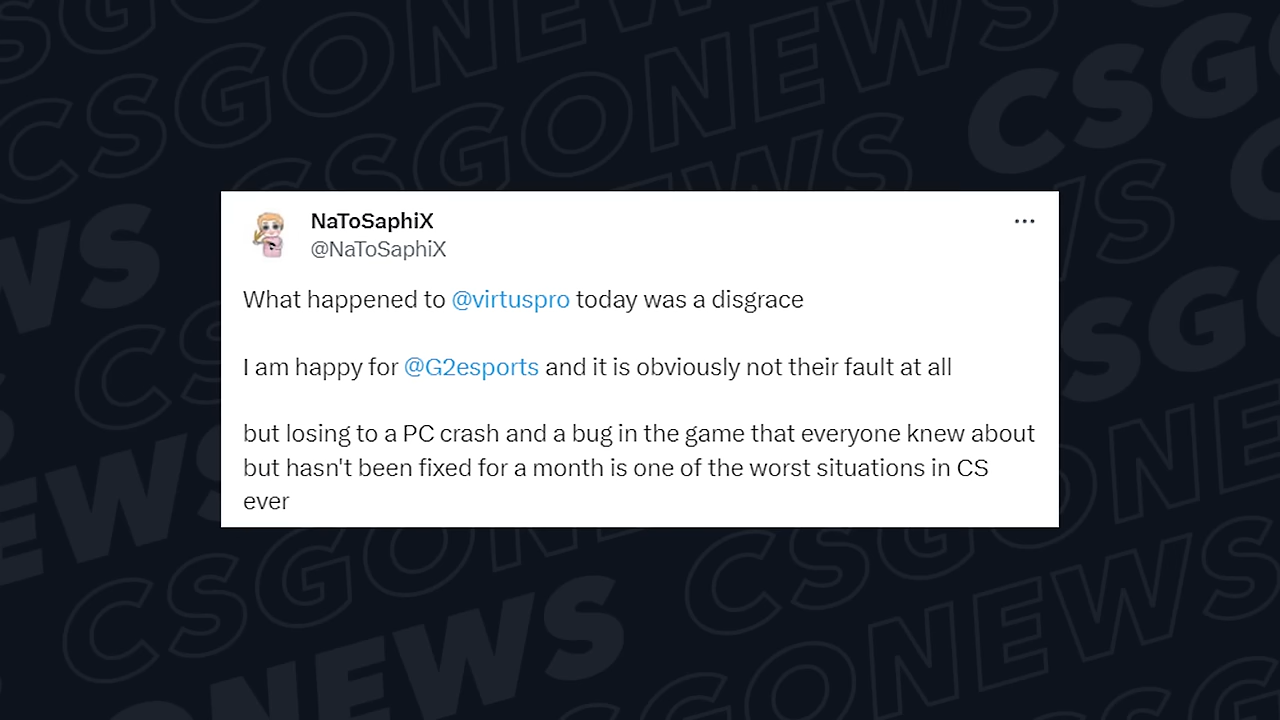 CSGONEWS
NaToSaphiX
@NaToSaphiX
What happened to @virtuspro today was a disgrace
I am happy for @G2esports and it is obviously not their fault at all
but losing to a PC crash and a bug in the game that everyone knew about
but hasn't been fixed for a month is one of the worst situations in CS
ever